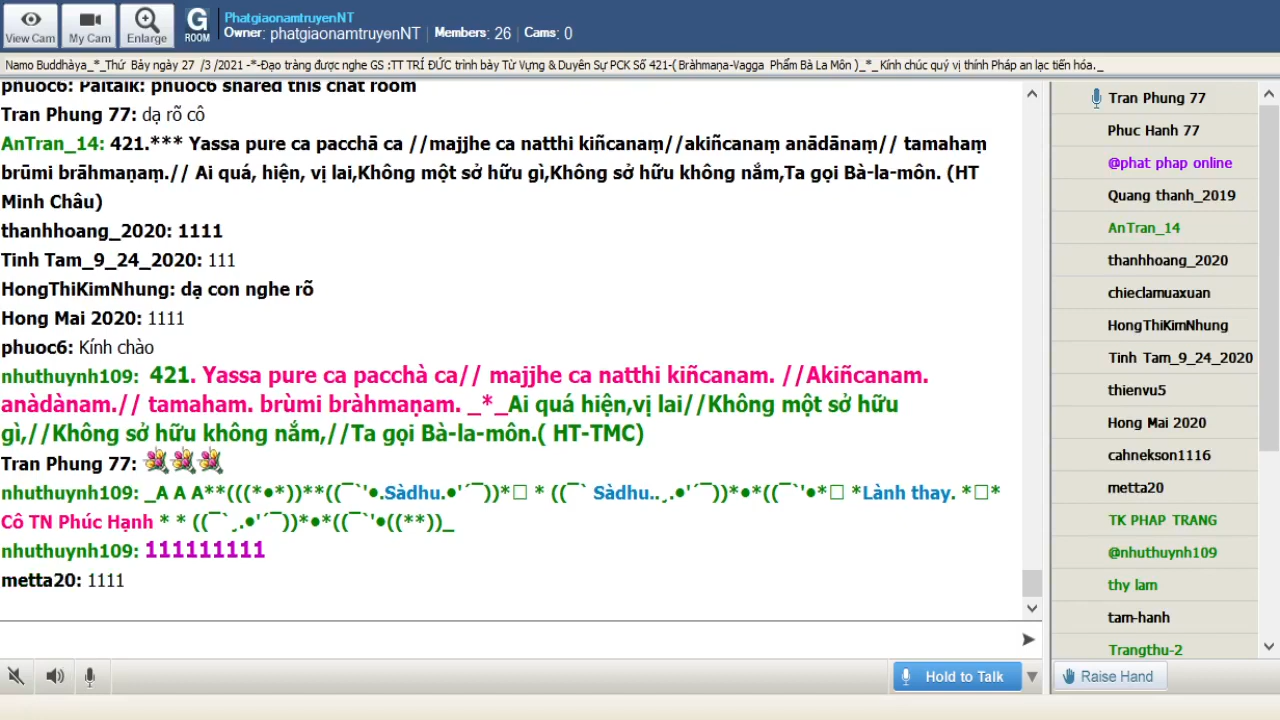 View Cam
My Cam
Enlarge
G
ROOM
PhatgiaonamtruyenNT
Owner: phatgiaonamtruyenNT | Members: 26 | Cams: 0
Namo Buddhàya_*_Thứ Bảy ngày 27 /3 /2021 -*-Đạo tràng được nghe GS :TT TRÍ ĐỨC trình bày Từ Vựng & Duyên Sự PCK Số 421-( Bràhmaṇa-Vagga Phẩm Bà La Môn )_*_ Kính chúc quý vị thính Pháp an lạc tiến hóa._
phuoc6: Paltalk: phuoc6 shared this chat room
Tran Phung 77: dạ rõ cô
AnTran_14: 421.*** Yassa pure ca pacchā ca //majjhe ca natthi kiñcanaṃ//akiñcanaṃ anādānaṃ// tamahaṃ
brūmi brāhmaṇaṃ.// Ai quá, hiện, vị lai,Không một sở hữu gì,Không sở hữu không nắm,Ta gọi Bà-la-môn. (HT
Minh Châu)
thanhhoang_2020: 1111
Tinh Tam_9_24_2020: 111
HongThiKimNhung: dạ con nghe rõ
Hong Mai 2020: 1111
phuoc6: Kính chào
nhuthuynh109: 421. Yassa pure ca pacchà ca// majjhe ca natthi kiñcanam. //Akiñcanam.
anàdànam.// tamaham. brùmi bràhmaṇam. _*_Ai quá hiện,vị lai//Không một sở hữu
gì,//Không sở hữu không nắm,//Ta gọi Bà-la-môn.( HT-TMC)
Tran Phung 77:
nhuthuynh109: _A A A**(((*•*))**((¯`'•.Sàdhu.•'´¯))*□ * ((¯` Sàdhu..¸.•'´¯))*•*((¯`'•*□ *Lành thay. *□*
Cô TN Phúc Hạnh * * ((¯`¸.•'´¯))*•*((¯`'•((**))_
nhuthuynh109: 111111111
metta20: 1111
Hold to Talk
Tran Phung 77
Phuc Hanh 77
@phat phap online
Quang thanh_2019
AnTran_14
thanhhoang_2020
chieclamuaxuan
HongThiKimNhung
Tinh Tam_9_24_2020
thienvu5
Hong Mai 2020
cahnekson1116
metta20
TK PHAP TRANG
@nhuthuynh109
thy lam
tam-hanh
Trangthu-2
Raise Hand